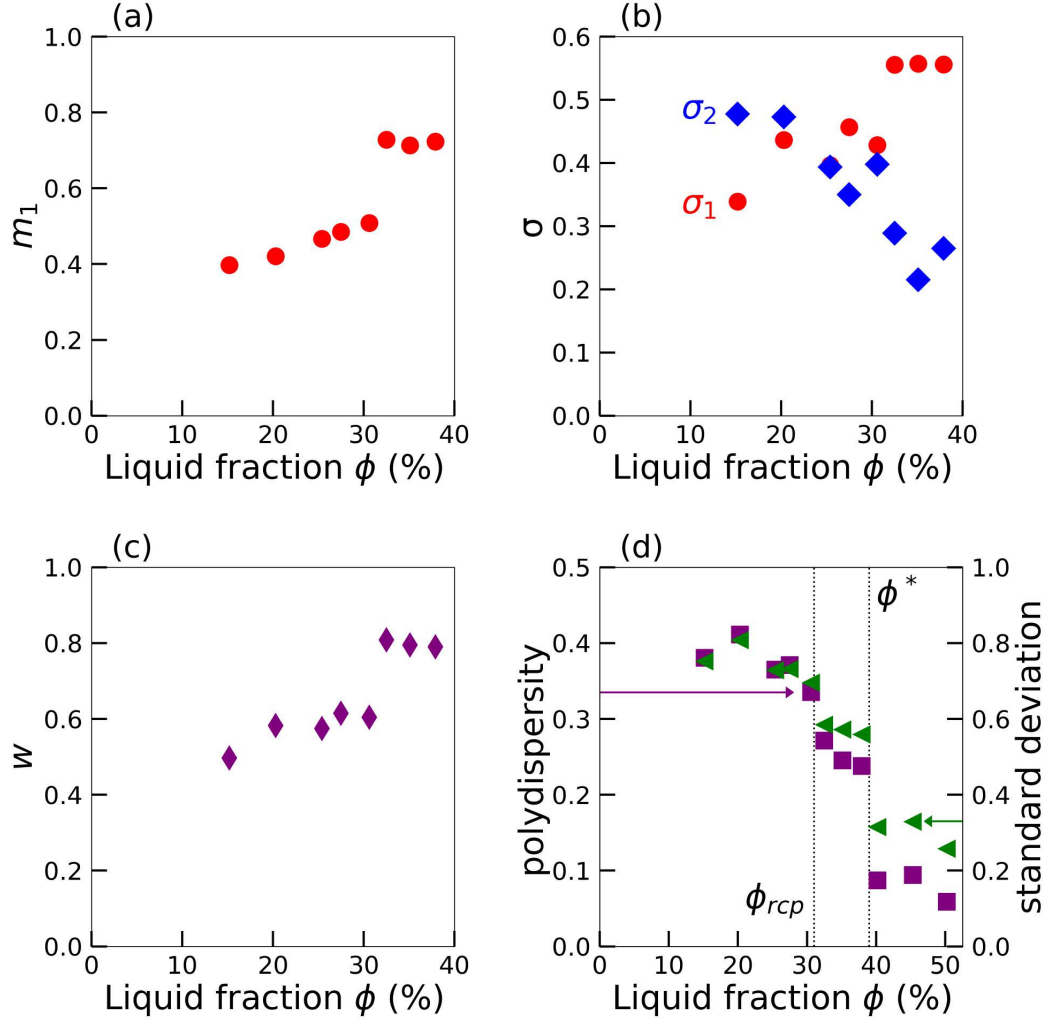 (a)
1.0
0.8
0.6
0.4
0.2
0.0
m₁
0 10 20 30 40
Liquid fraction ϕ (%)
(b)
0.6
0.5
0.4
0.3
0.2
0.1
0.0
σ
σ₂
σ₁
0 10 20 30 40
Liquid fraction ϕ (%)
(c)
1.0
0.8
0.6
0.4
0.2
0.0
w
0 10 20 30 40
Liquid fraction ϕ (%)
(d)
0.5
0.4
0.3
0.2
0.1
0.0
polydispersity
ϕ*
ϕrcp
1.0
0.8
0.6
0.4
0.2
0.0
standard deviation
0 10 20 30 40 50
Liquid fraction ϕ (%)